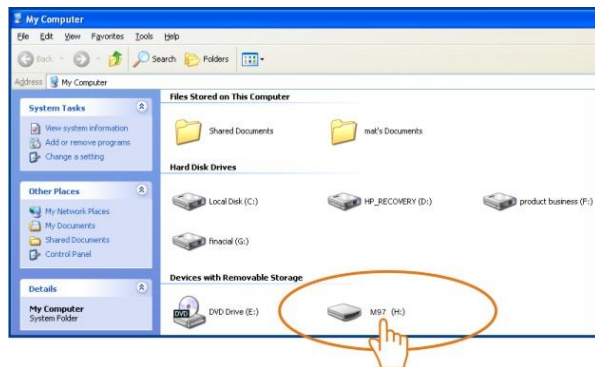 My Computer
File Edit View Favorites Tools Help
Back Search Folders
Address My Computer
System Tasks
View system information
Add or remove programs
Change a setting
Other Places
My Network Places
My Documents
Shared Documents
Control Panel
Details
My Computer
System Folder
Files Stored on This Computer
Shared Documents mat's Documents
Hard Disk Drives
Local Disk (C:) HP_RECOVERY (D:) product business (F:)
finacial (G:)
Devices with Removable Storage
DVD DVD Drive (E:) M97 (H:)